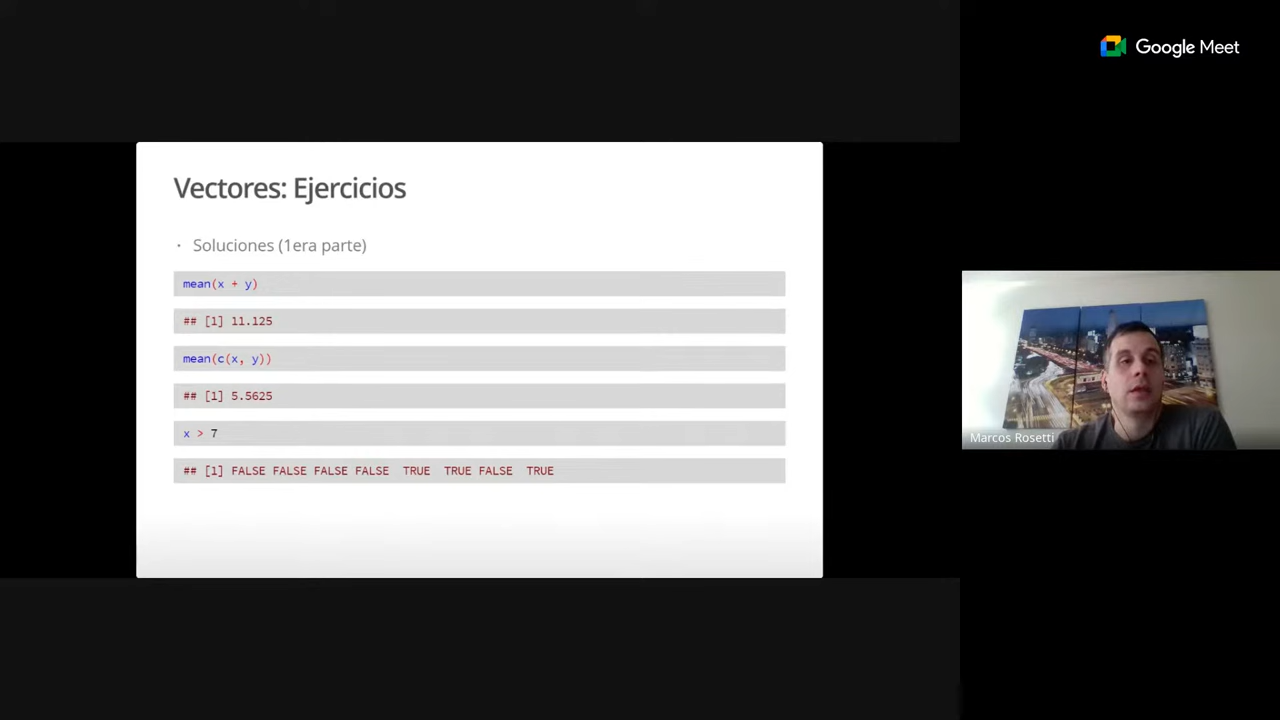 Google Meet
Vectores: Ejercicios
· Soluciones (1era parte)
mean(x + y)
## [1] 11.125
mean(c(x, y))
## [1] 5.5625
x > 7
## [1] FALSE FALSE FALSE FALSE  TRUE  TRUE FALSE  TRUE
Marcos Rosetti